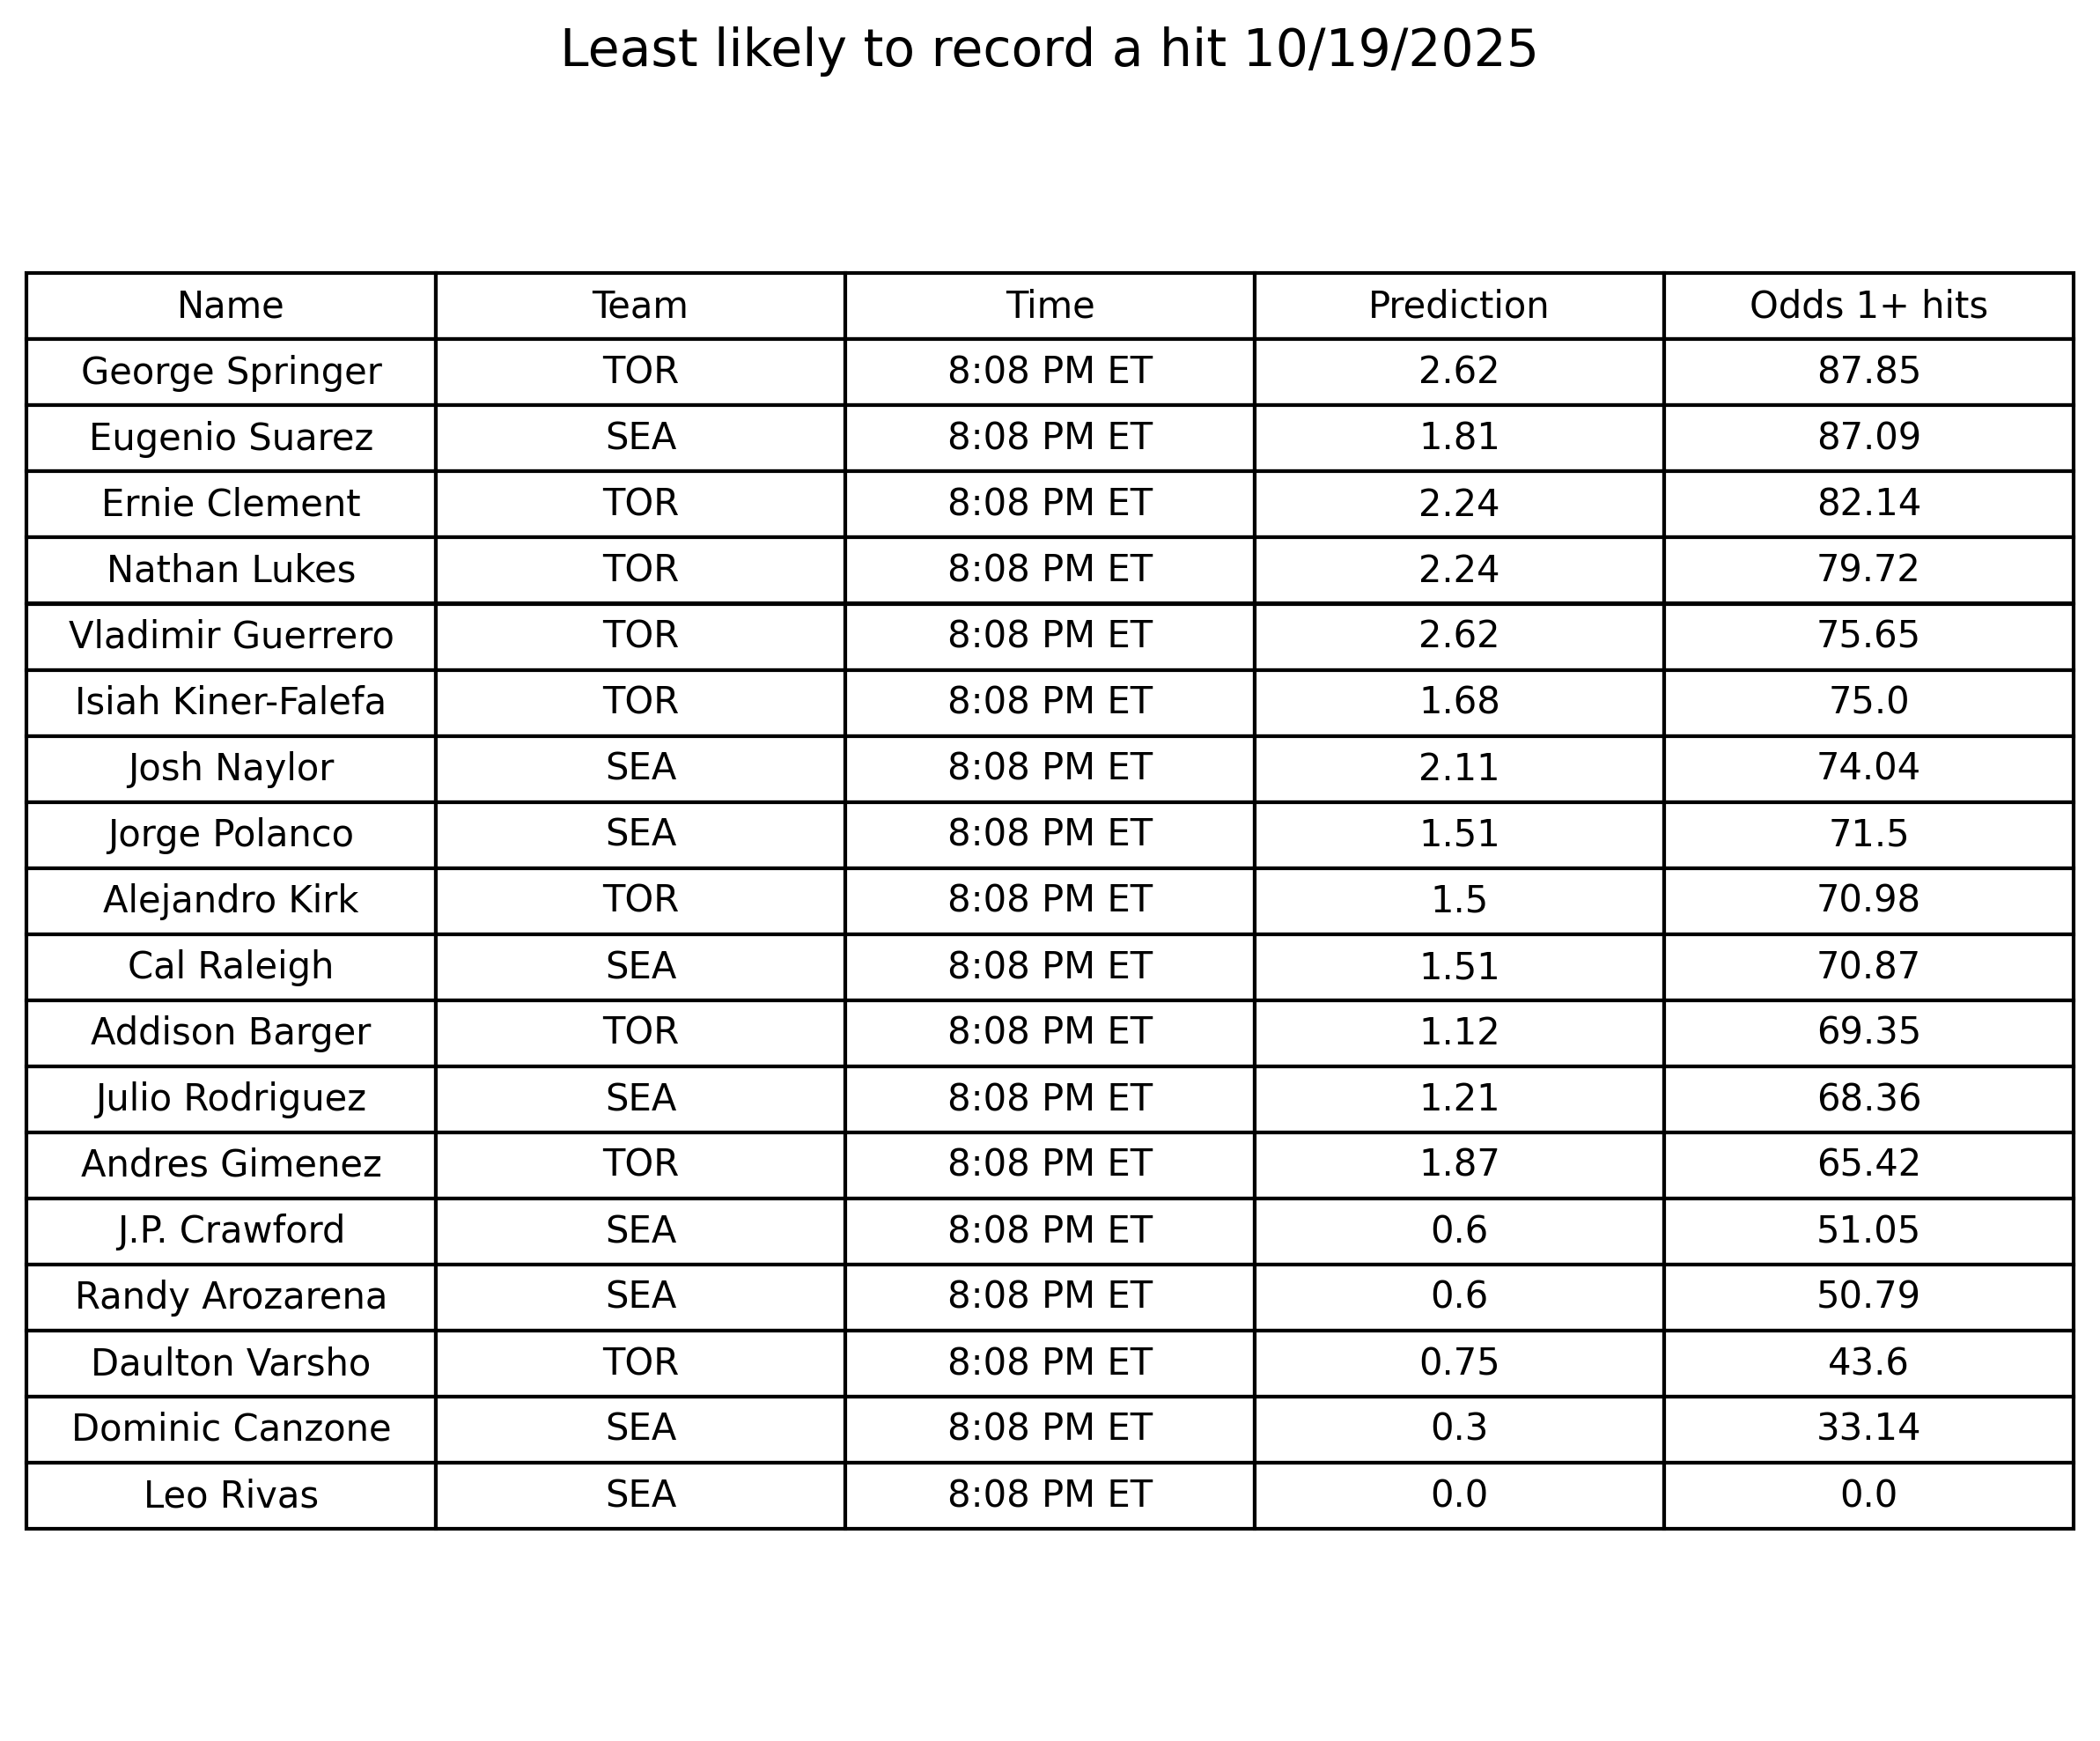 Least likely to record a hit 10/19/2025
Name Team Time Prediction Odds 1+ hits
George Springer TOR 8:08 PM ET 2.62 87.85
Eugenio Suarez SEA 8:08 PM ET 1.81 87.09
Ernie Clement TOR 8:08 PM ET 2.24 82.14
Nathan Lukes TOR 8:08 PM ET 2.24 79.72
Vladimir Guerrero TOR 8:08 PM ET 2.62 75.65
Isiah Kiner-Falefa TOR 8:08 PM ET 1.68 75.0
Josh Naylor SEA 8:08 PM ET 2.11 74.04
Jorge Polanco SEA 8:08 PM ET 1.51 71.5
Alejandro Kirk TOR 8:08 PM ET 1.5 70.98
Cal Raleigh SEA 8:08 PM ET 1.51 70.87
Addison Barger TOR 8:08 PM ET 1.12 69.35
Julio Rodriguez SEA 8:08 PM ET 1.21 68.36
Andres Gimenez TOR 8:08 PM ET 1.87 65.42
J.P. Crawford SEA 8:08 PM ET 0.6 51.05
Randy Arozarena SEA 8:08 PM ET 0.6 50.79
Daulton Varsho TOR 8:08 PM ET 0.75 43.6
Dominic Canzone SEA 8:08 PM ET 0.3 33.14
Leo Rivas SEA 8:08 PM ET 0.0 0.0